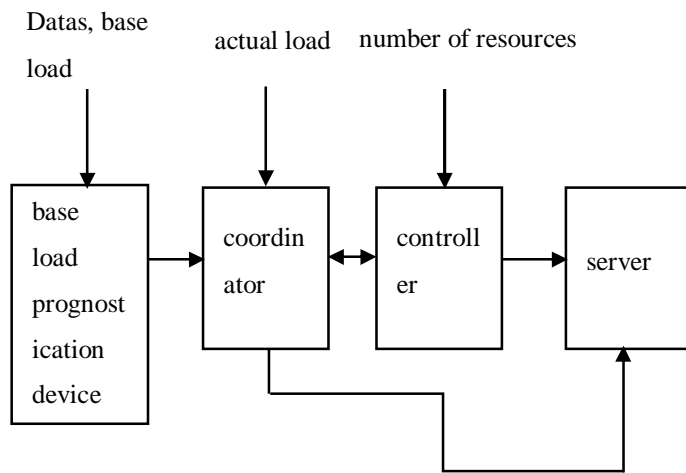 Datas, base
load
actual load
number of resources
base
load
prognost
ication
device
coordin
ator
controll
er
server